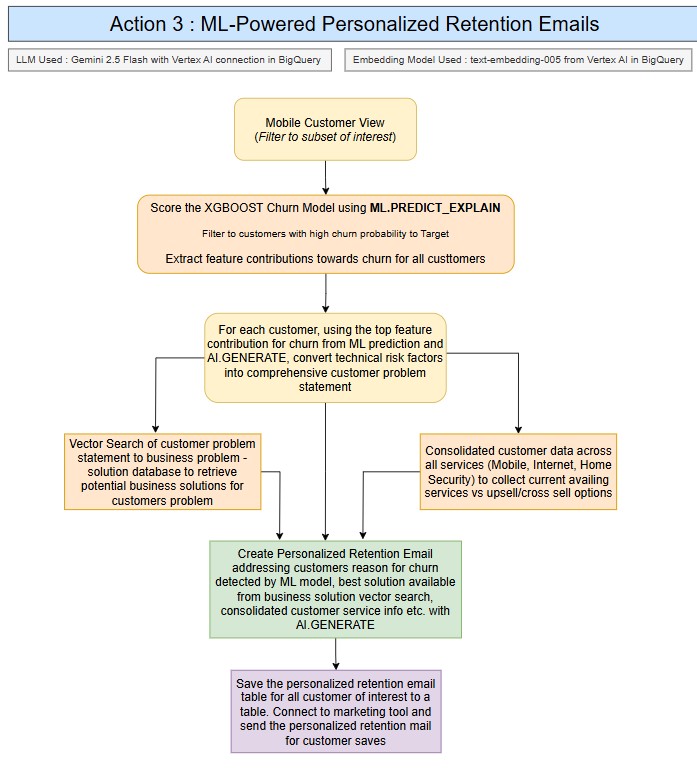 Action 3 : ML-Powered Personalized Retention Emails
LLM Used : Gemini 2.5 Flash with Vertex AI connection in BigQuery
Embedding Model Used : text-embedding-005 from Vertex AI in BigQuery
Mobile Customer View
(Filter to subset of interest)
Score the XGBOOST Churn Model using ML.PREDICT_EXPLAIN
Filter to customers with high churn probability to Target
Extract feature contributions towards churn for all custtomers
For each customer, using the top feature
contribution for churn from ML prediction and
AI.GENERATE, convert technical risk factors
into comprehensive customer problem
statement
Vector Search of customer problem
statement to business problem -
solution database to retrieve
potential business solutions for
customers problem
Consolidated customer data across
all services (Mobile, Internet, Home
Security) to collect current availing
services vs upsell/cross sell options
Create Personalized Retention Email
addressing customers reason for churn
detected by ML model, best solution available
from business solution vector search,
consolidated customer service info etc. with
AI.GENERATE
Save the personalized retention email
table for all customer of interest to a
table. Connect to marketing tool and
send the personalized retention mail
for customer saves